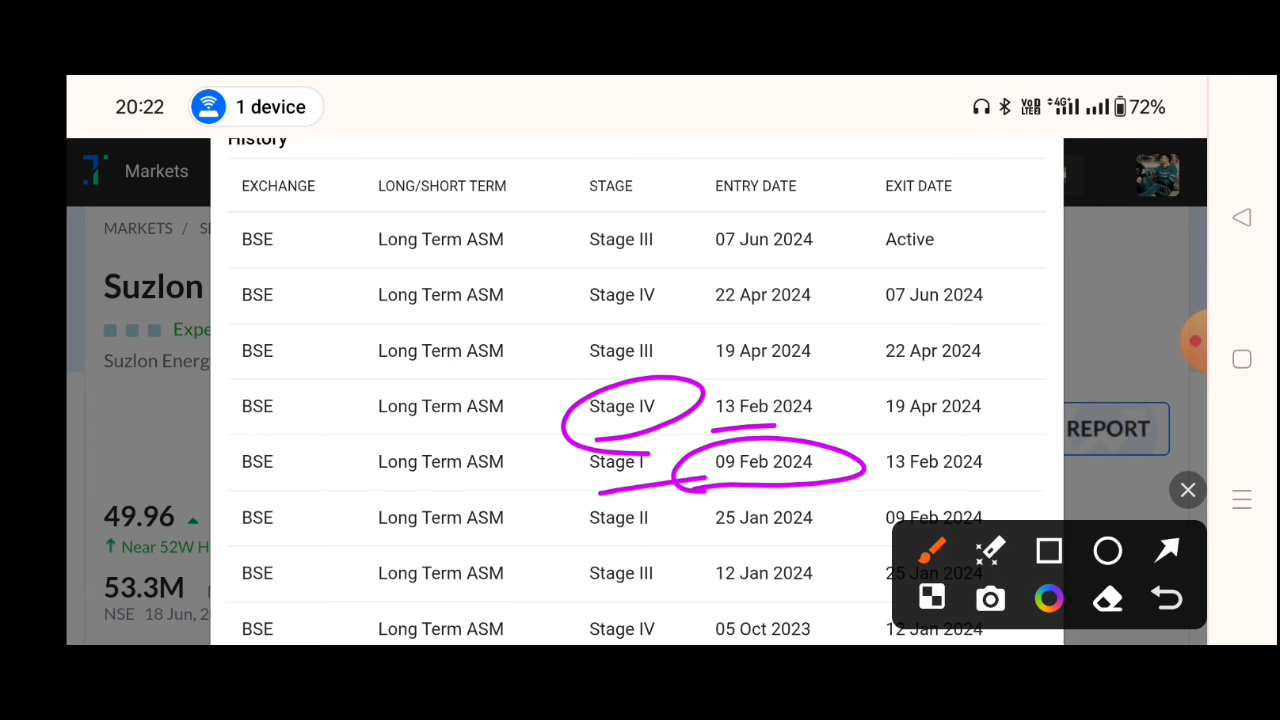 20:22 1 device VoD LTE 4G+ 72%
History
Markets
EXCHANGE LONG/SHORT TERM STAGE ENTRY DATE EXIT DATE
MARKETS /
BSE Long Term ASM Stage III 07 Jun 2024 Active
Suzlon
BSE Long Term ASM Stage IV 22 Apr 2024 07 Jun 2024
Suzlon Energ
BSE Long Term ASM Stage III 19 Apr 2024 22 Apr 2024
BSE Long Term ASM Stage IV 13 Feb 2024 19 Apr 2024
REPORT
BSE Long Term ASM Stage I 09 Feb 2024 13 Feb 2024
49.96
BSE Long Term ASM Stage II 25 Jan 2024 09 Feb 2024
Near 52W H
BSE Long Term ASM Stage III 12 Jan 2024 25 Jan 2024
53.3M
NSE 18 Jun, 2
BSE Long Term ASM Stage IV 05 Oct 2023 12 Jan 2024